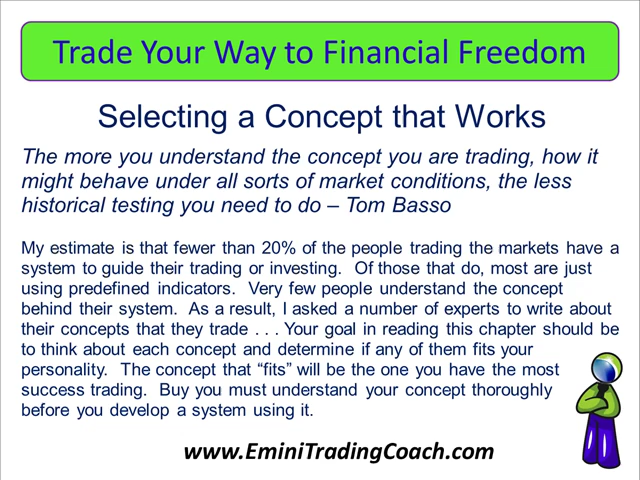 Trade Your Way to Financial Freedom
Selecting a Concept that Works
The more you understand the concept you are trading, how it
might behave under all sorts of market conditions, the less
historical testing you need to do – Tom Basso
My estimate is that fewer than 20% of the people trading the markets have a
system to guide their trading or investing.  Of those that do, most are just
using predefined indicators.  Very few people understand the concept
behind their system.  As a result, I asked a number of experts to write about
their concepts that they trade . . . Your goal in reading this chapter should be
to think about each concept and determine if any of them fits your
personality.  The concept that “fits” will be the one you have the most
success trading.  Buy you must understand your concept thoroughly
before you develop a system using it.
www.EminiTradingCoach.com